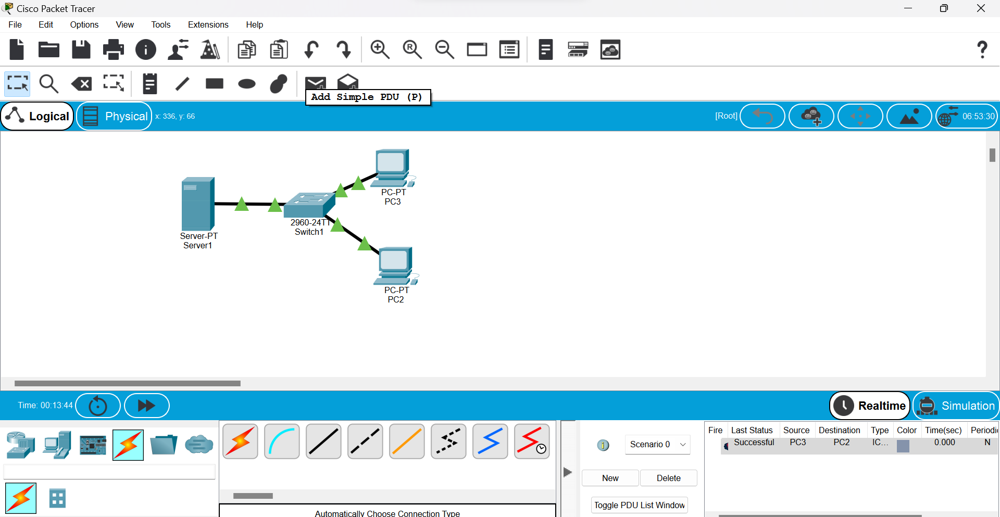 Cisco Packet Tracer
File Edit Options View Tools Extensions Help
R
Add Simple PDU (P)
Logical Physical x: 336, y: 66 [Root] 06:53:30
PC-PT
PC3
2960-24TT
Switch1
Server-PT
Server1
PC-PT
PC2
Time: 00:13:44 Realtime Simulation
Fire Last Status Source Destination Type Color Time(sec) Periodic
Successful PC3 PC2 IC... 0.000 N
Scenario 0
New Delete
Toggle PDU List Window
Automatically Choose Connection Type